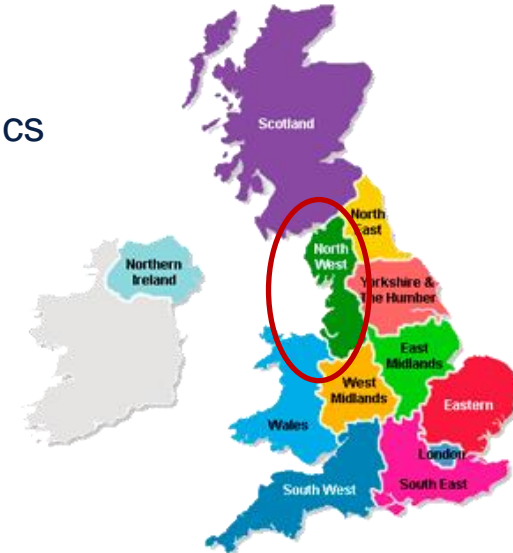 cs
Scotland
North
East
North
West
Northern
Ireland
Yorkshire &
The Humber
East
Midlands
West
Midlands
Eastern
Wales
London
South West
South East